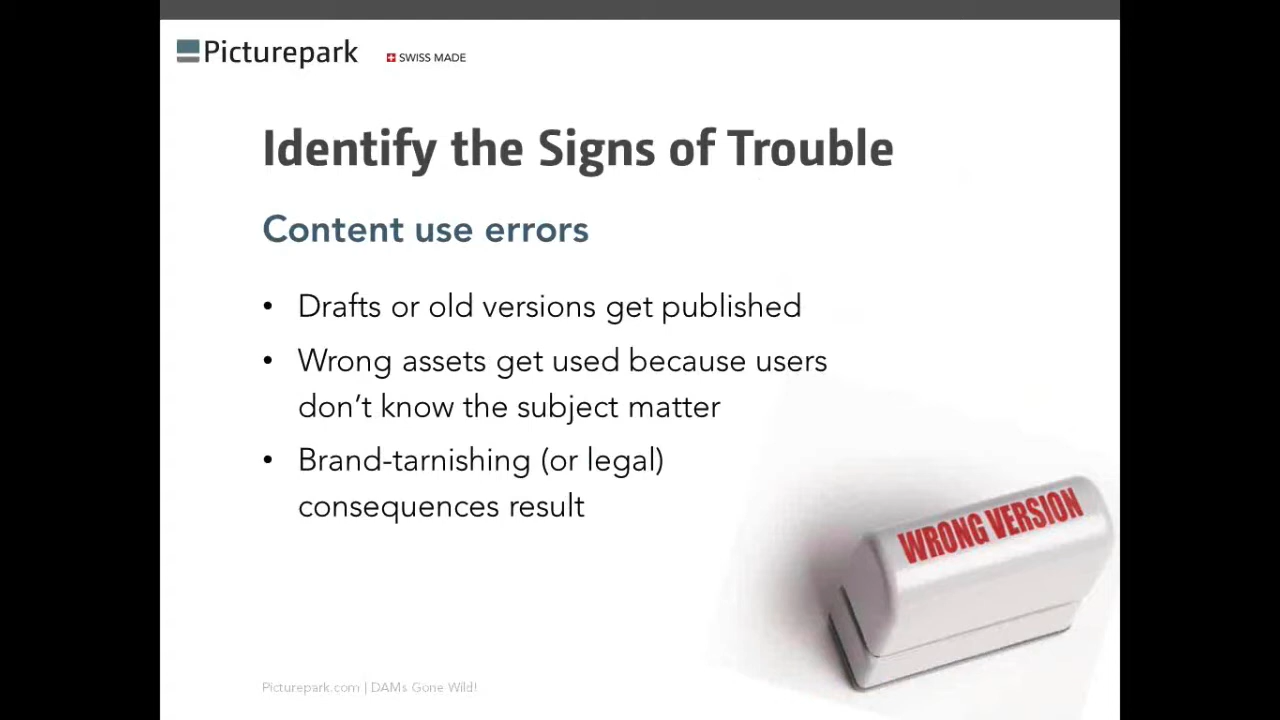 Picturepark
SWISS MADE
Identify the Signs of Trouble
Content use errors
• Drafts or old versions get published
• Wrong assets get used because users
don't know the subject matter
• Brand-tarnishing (or legal)
consequences result
WRONG VERSION
Picturepark.com | DAMs Gone Wild!